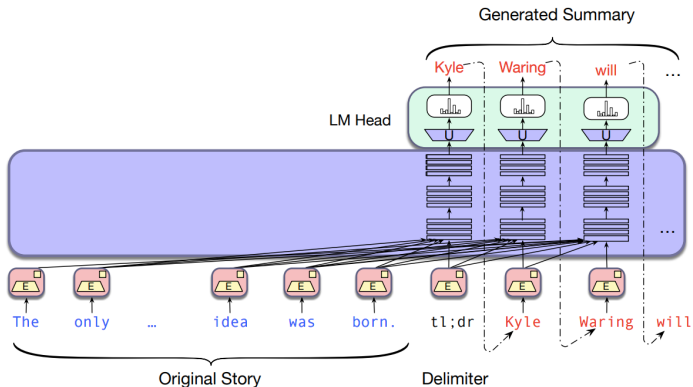 Generated Summary
Kyle Waring will ...
LM Head
U U U
...
E E E E E E E E
The only … idea was born. tl;dr Kyle Waring will
Original Story Delimiter